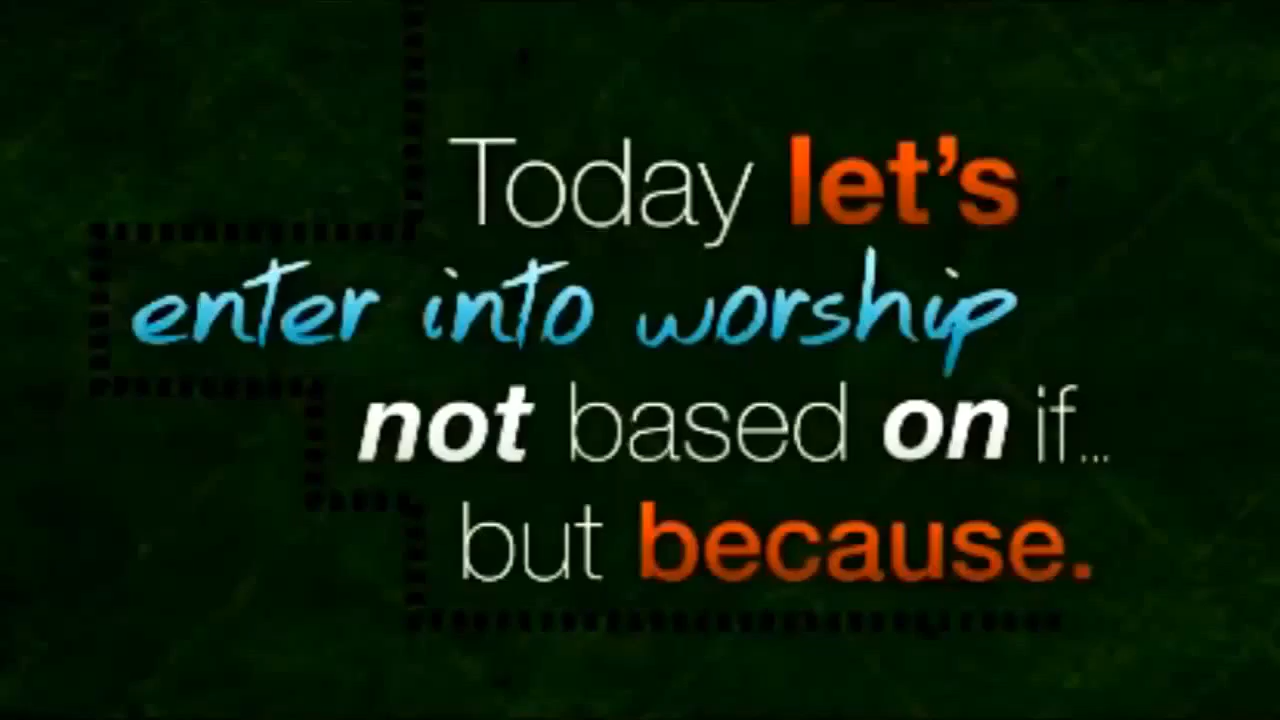 Today let's
enter into worship
not based on if...
but because.